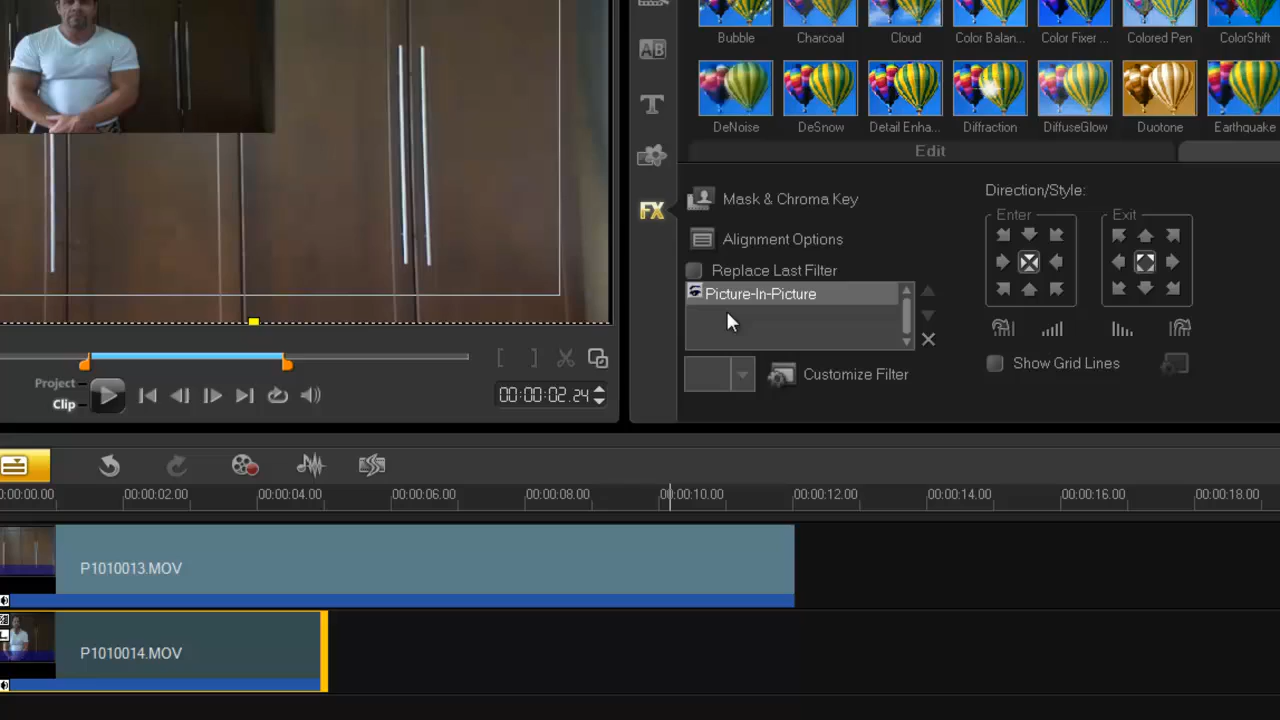 Bubble
Charcoal
Cloud
Color Balan...
Color Fixer ...
Colored Pen
ColorShift
AB
T
DeNoise
DeSnow
Detail Enha...
Diffraction
DiffuseGlow
Duotone
Earthquake
Edit
FX
Mask & Chroma Key
Alignment Options
Replace Last Filter
Picture-In-Picture
Customize Filter
Direction/Style:
Enter
Exit
Show Grid Lines
Project
Clip
[ ]
00:00:02.24
0:00:00.00
00:00:02.00
00:00:04.00
00:00:06.00
00:00:08.00
00:00:10.00
00:00:12.00
00:00:14.00
00:00:16.00
00:00:18.00
P1010013.MOV
P1010014.MOV